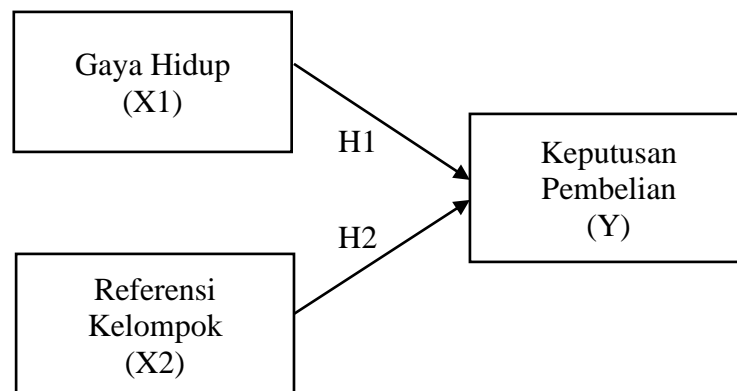 Gaya Hidup
(X1)
H1
Keputusan
Pembelian
(Y)
H2
Referensi
Kelompok
(X2)